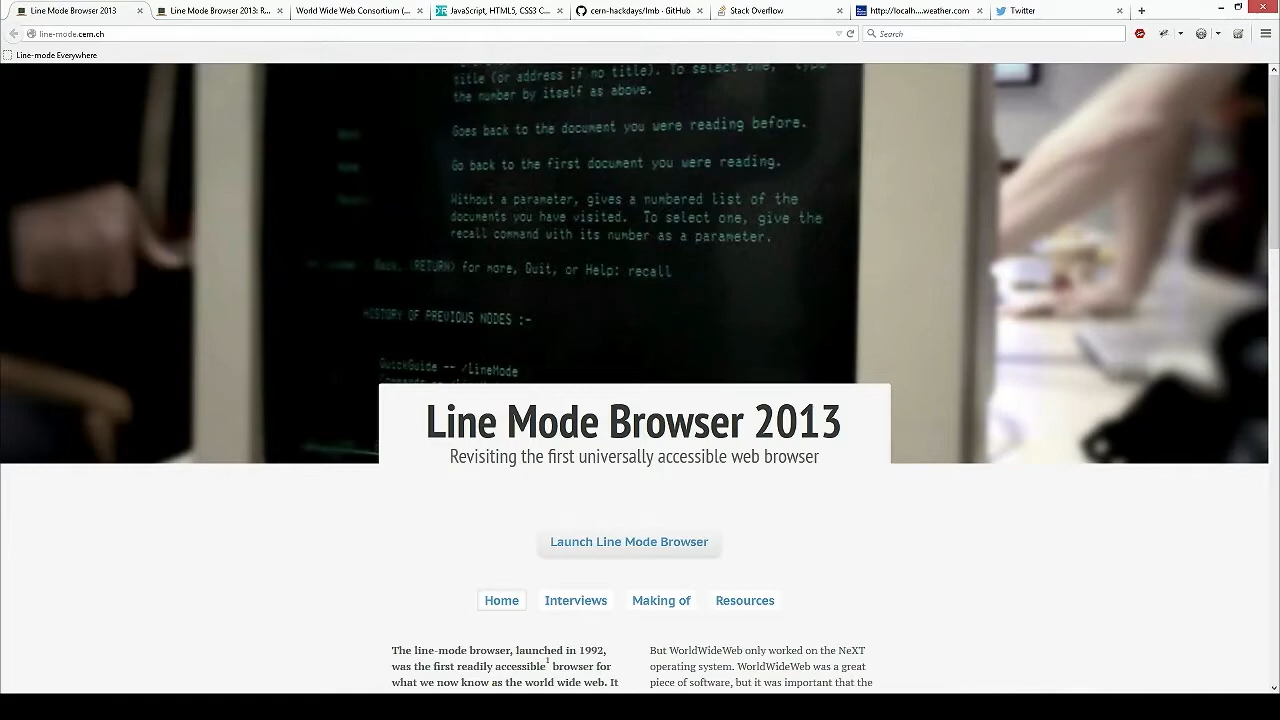 Line Mode Browser 2013
Line Mode Browser 2013: R...
World Wide Web Consortium (...
JavaScript, HTML5, CSS3 C...
cern-hackdays/lmb · GitHub
Stack Overflow
http://localh....weather.com
Twitter
line-mode.cern.ch
Search
Line-mode Everywhere
title (or address if no title). To select one, type
the number by itself as above.
Goes back to the document you were reading before.
Go back to the first document you were reading.
Without a parameter, gives a numbered list of the
documents you have visited. To select one, give the
recall command with its number as a parameter.
Back, (RETURN) for more, Quit, or Help: recall
HISTORY OF PREVIOUS NODES :-
QuickGuide -- /LineMode
Line Mode Browser 2013
Revisiting the first universally accessible web browser
Launch Line Mode Browser
Home Interviews Making of Resources
The line-mode browser, launched in 1992,
was the first readily accessible1 browser for
what we now know as the world wide web. It
But WorldWideWeb only worked on the NeXT
operating system. WorldWideWeb was a great
piece of software, but it was important that the